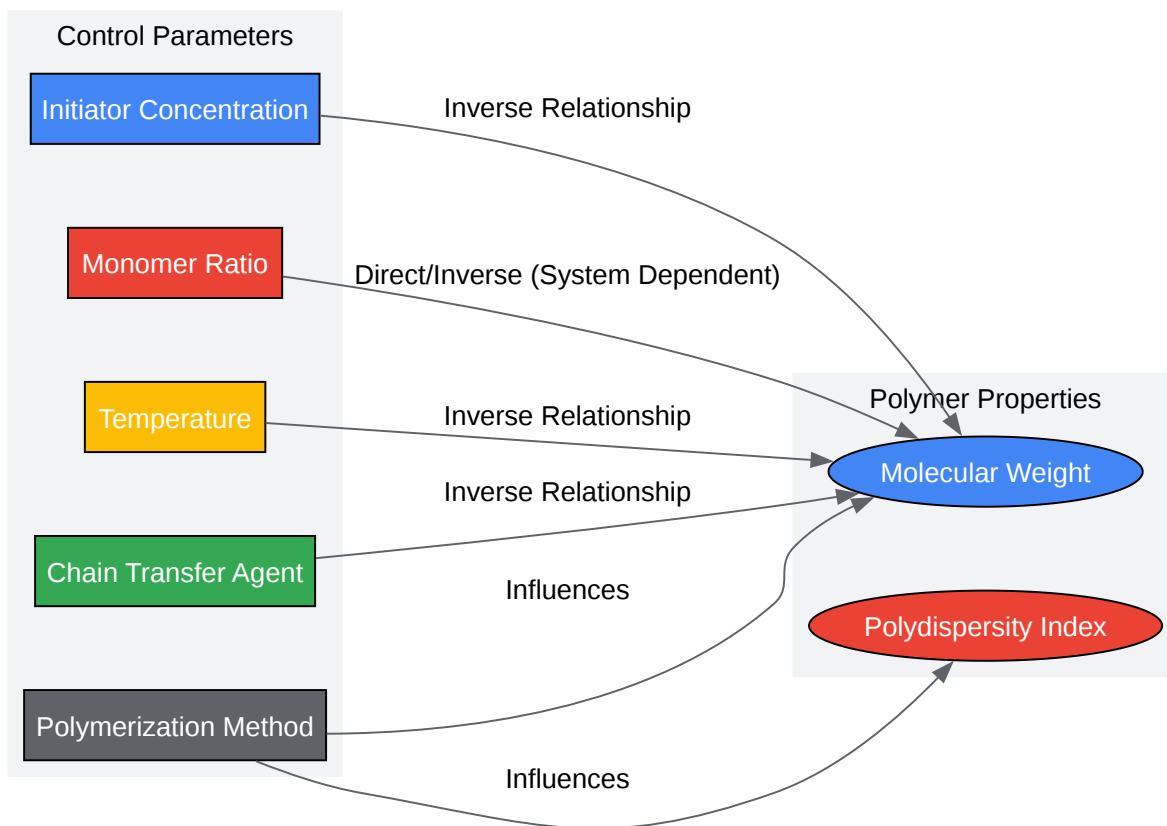 Control Parameters
Initiator Concentration
Inverse Relationship
Monomer Ratio
Direct/Inverse (System Dependent)
Temperature
Inverse Relationship
Polymer Properties
Molecular Weight
Inverse Relationship
Chain Transfer Agent
Influences
Polydispersity Index
Polymerization Method
Influences